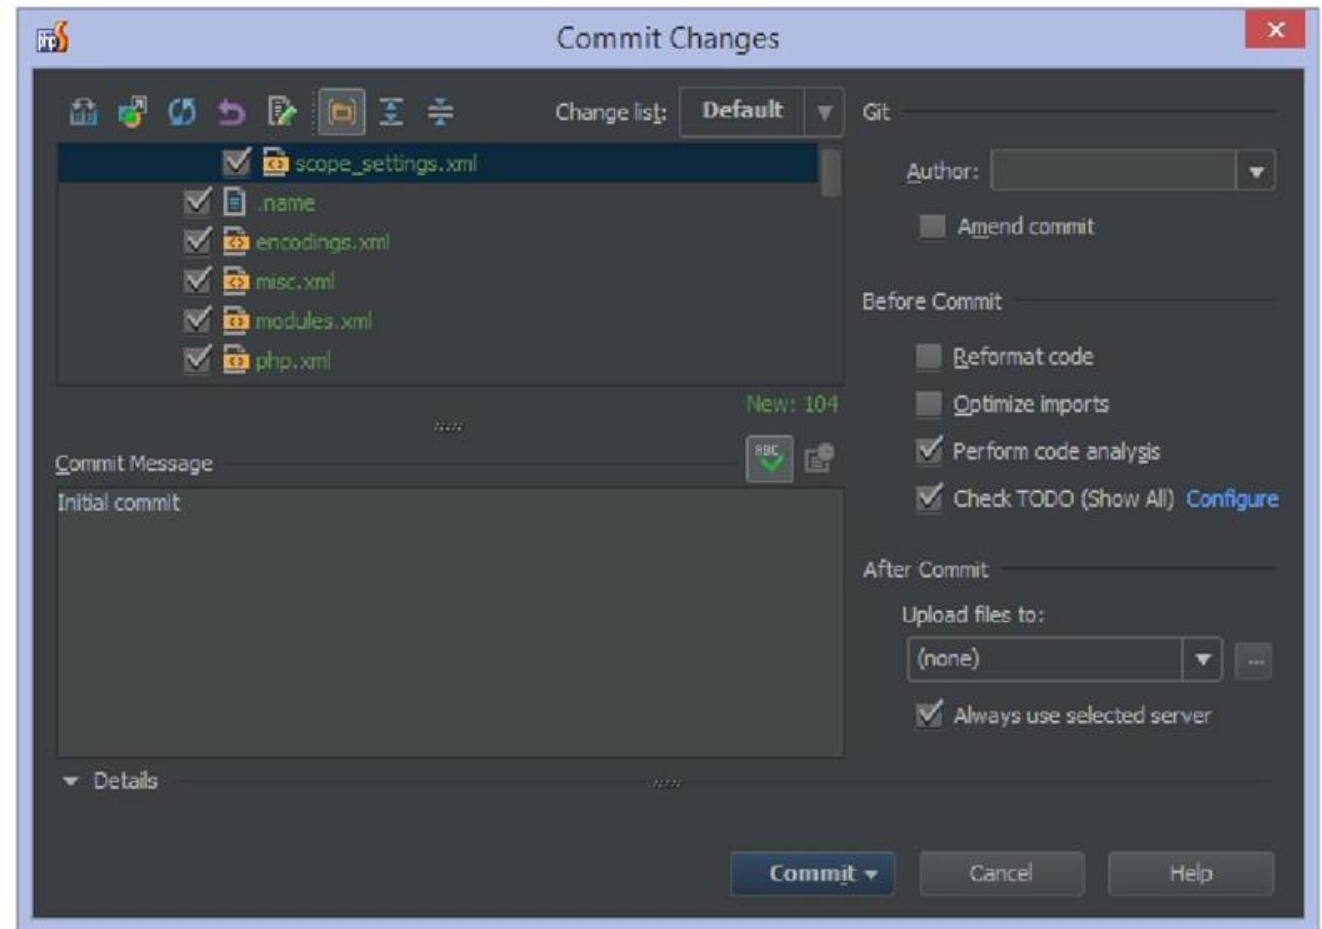 Commit Changes
Change list: Default
scope_settings.xml
.name
encodings.xml
misc.xml
modules.xml
php.xml
New: 104
Commit Message
ABC
Initial commit
Git
Author:
Amend commit
Before Commit
Reformat code
Optimize imports
Perform code analysis
Check TODO (Show All) Configure
After Commit
Upload files to:
(none)
...
Always use selected server
Details
Commit
Cancel
Help